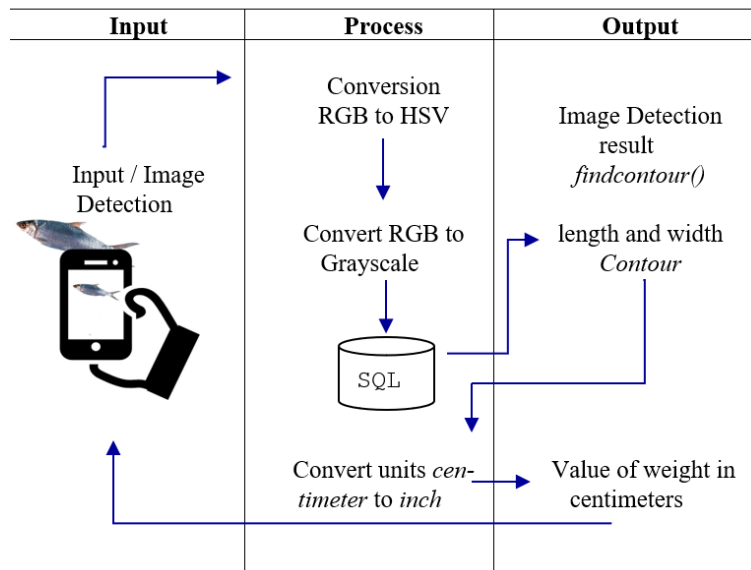 Input
Process
Output
Input / Image
Detection
Conversion
RGB to HSV
Convert RGB to
Grayscale
SQL
Image Detection
result
findcontour()
length and width
Contour
Convert units cen-
timeter to inch
Value of weight in
centimeters